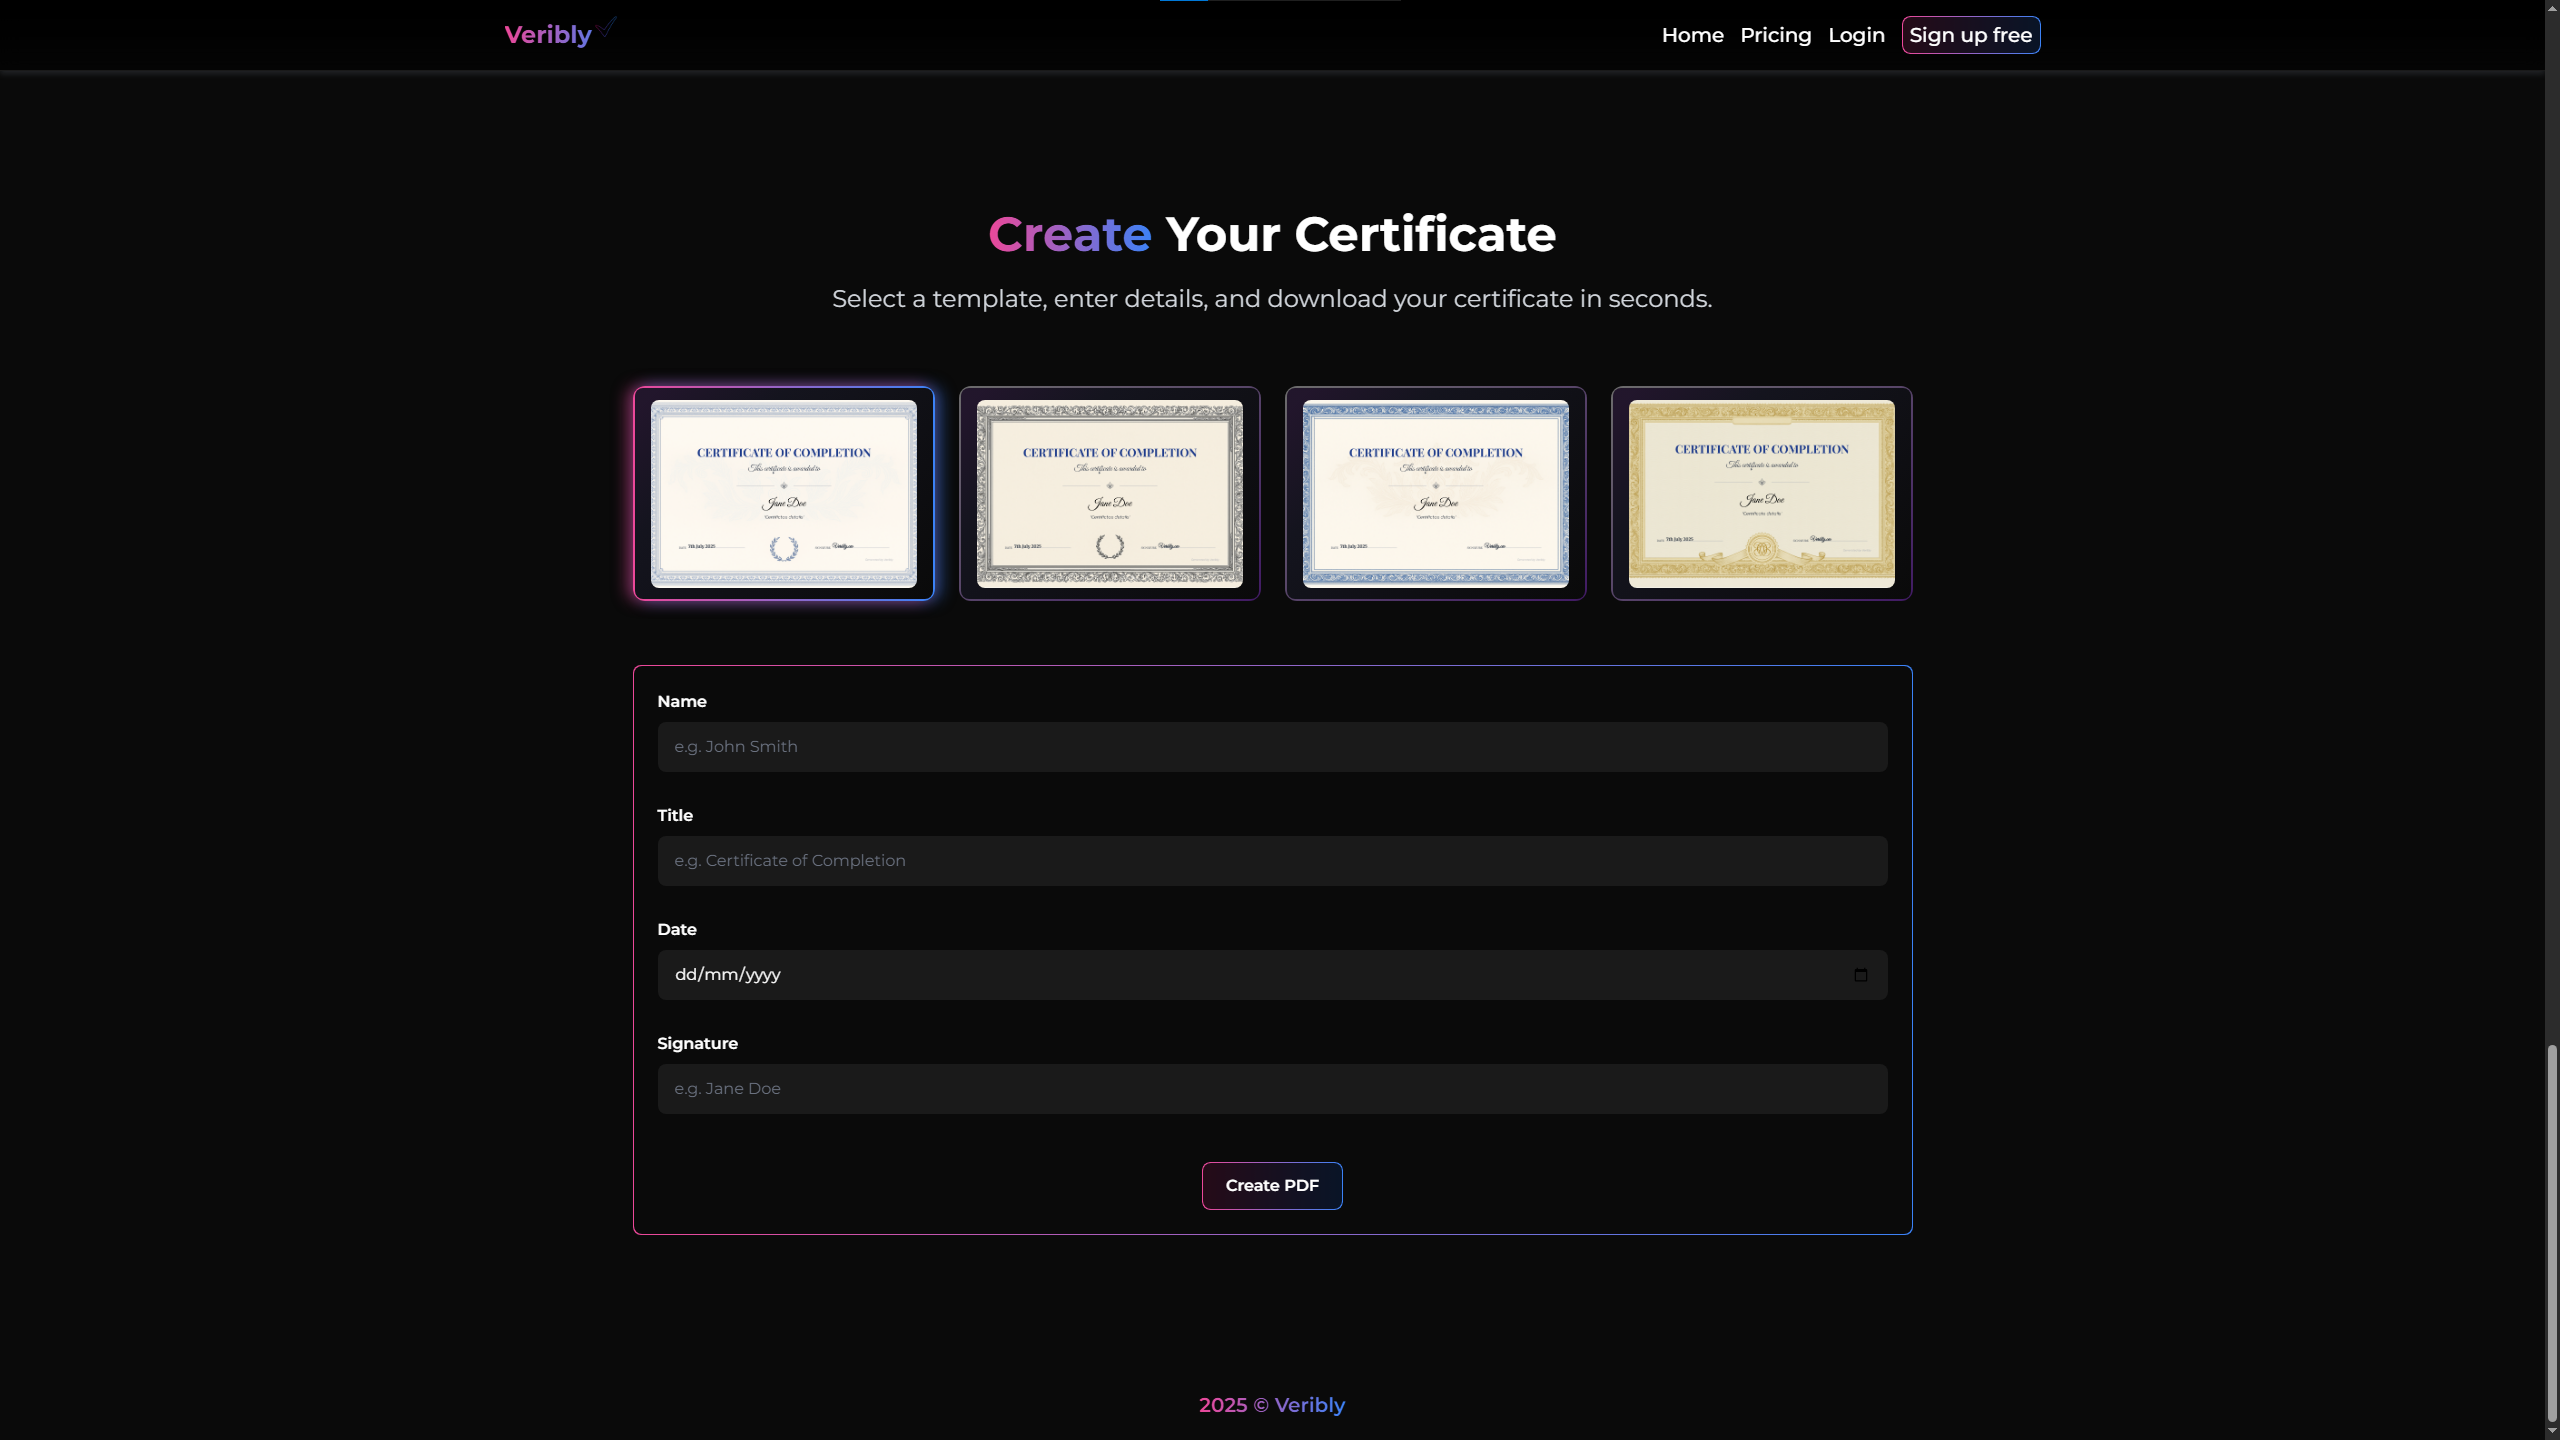 Veribly
Home Pricing Login Sign up free
Create Your Certificate
Select a template, enter details, and download your certificate in seconds.
CERTIFICATE OF COMPLETION
This certificate is awarded to
Jane Doe
7th July 2025
CERTIFICATE OF COMPLETION
This certificate is awarded to
Jane Doe
7th July 2025
CERTIFICATE OF COMPLETION
This certificate is awarded to
Jane Doe
7th July 2025
CERTIFICATE OF COMPLETION
This certificate is awarded to
Jane Doe
7th July 2025
Name
e.g. John Smith
Title
e.g. Certificate of Completion
Date
dd/mm/yyyy
Signature
e.g. Jane Doe
Create PDF
2025 © Veribly